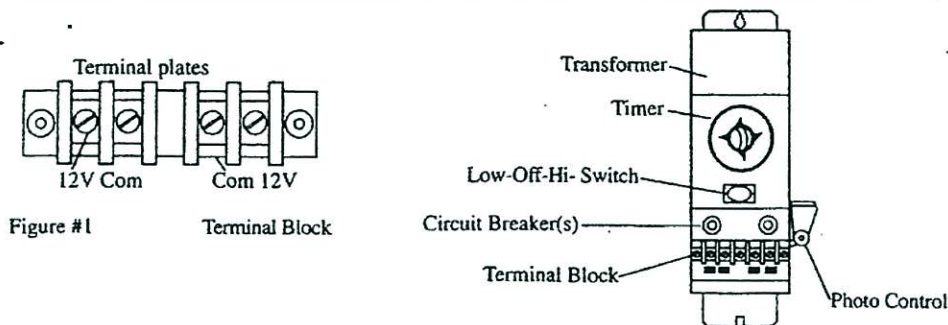 Terminal plates
12V Com
Com 12V
Figure #1
Terminal Block
Transformer
Timer
Low-Off-Hi- Switch
Circuit Breaker(s)
Terminal Block
Photo Control